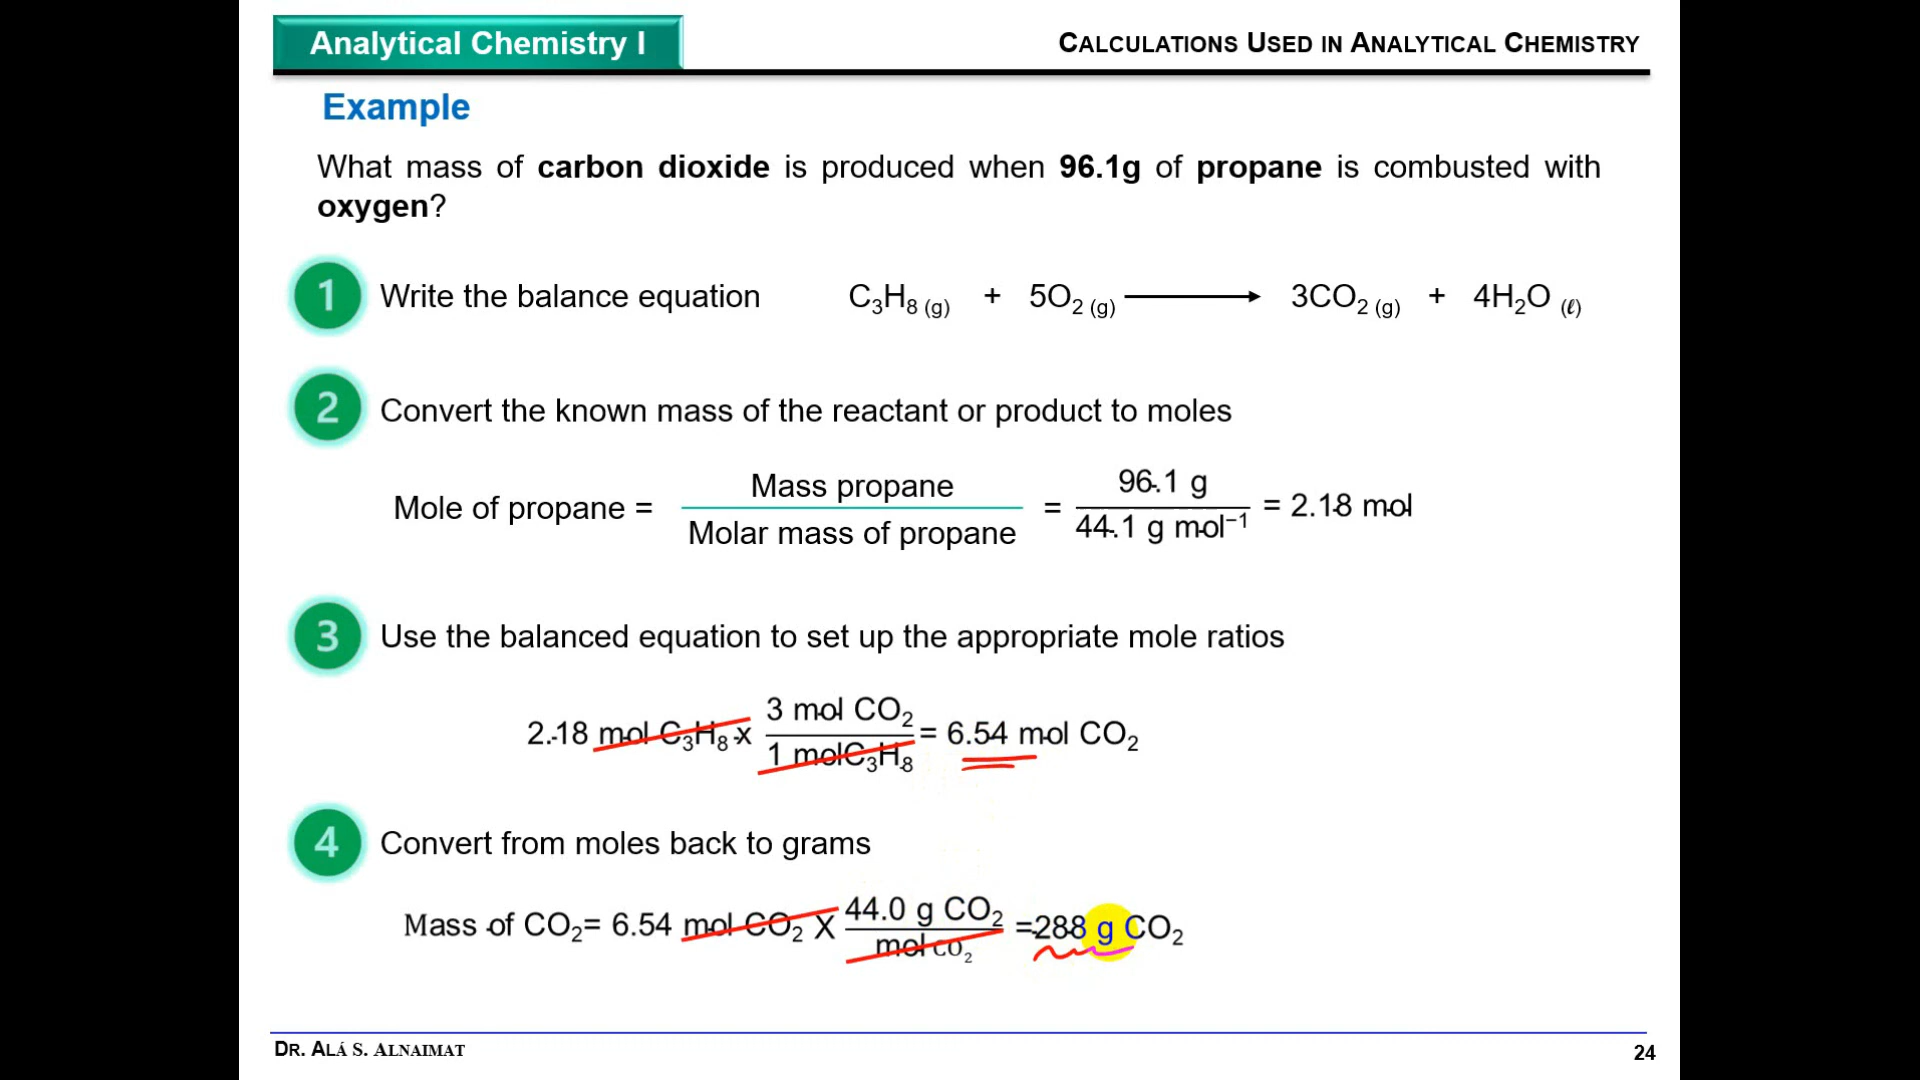 Analytical Chemistry I
CALCULATIONS USED IN ANALYTICAL CHEMISTRY
Example
What mass of carbon dioxide is produced when 96.1g of propane is combusted with
oxygen?
1 Write the balance equation C₃H₈ (g) + 5O₂ (g) ⟶ 3CO₂ (g) + 4H₂O (ℓ)
2 Convert the known mass of the reactant or product to moles
Mole of propane = Mass propane / Molar mass of propane = 96.1 g / 44.1 g mol⁻¹ = 2.18 mol
3 Use the balanced equation to set up the appropriate mole ratios
2.18 mol C₃H₈ x 3 mol CO₂ / 1 molC₃H₈ = 6.54 mol CO₂
4 Convert from moles back to grams
Mass of CO₂= 6.54 mol CO₂ X 44.0 g CO₂ / mol CO₂ =288 g CO₂
DR. ALÁ S. ALNAIMAT
24